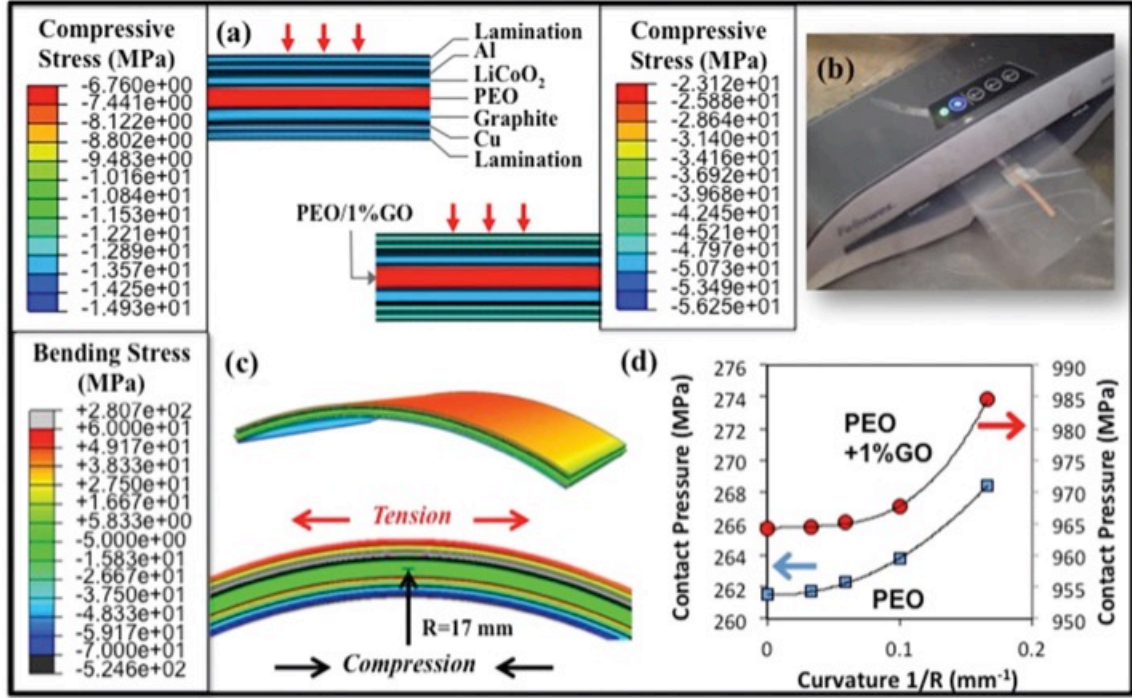 Compressive
Stress (MPa)
-6.760e+00
-7.441e+00
-8.122e+00
-8.802e+00
-9.483e+00
-1.016e+01
-1.084e+01
-1.153e+01
-1.221e+01
-1.289e+01
-1.357e+01
-1.425e+01
-1.493e+01
(a)
Lamination
Al
LiCoO₂
PEO
Graphite
Cu
Lamination
PEO/1%GO
Compressive
Stress (MPa)
-2.312e+01
-2.588e+01
-2.864e+01
-3.140e+01
-3.416e+01
-3.692e+01
-3.968e+01
-4.245e+01
-4.521e+01
-4.797e+01
-5.073e+01
-5.349e+01
-5.625e+01
(b)
Fellowes
Bending Stress
(MPa)
+2.807e+02
+6.000e+01
+4.917e+01
+3.833e+01
+2.750e+01
+1.667e+01
+5.833e+00
-5.000e+00
-1.583e+01
-2.667e+01
-4.833e+01
-5.917e+01
-7.000e+01
-5.246e+02
(c)
Tension
R=17 mm
Compression
(d)
Contact Pressure (MPa)
276
274
272
270
268
266
264
262
260
PEO
+1%GO
PEO
990
985
980
975
970
965
960
955
950
Contact Pressure (MPa)
0
0.1
0.2
Curvature 1/R (mm⁻¹)